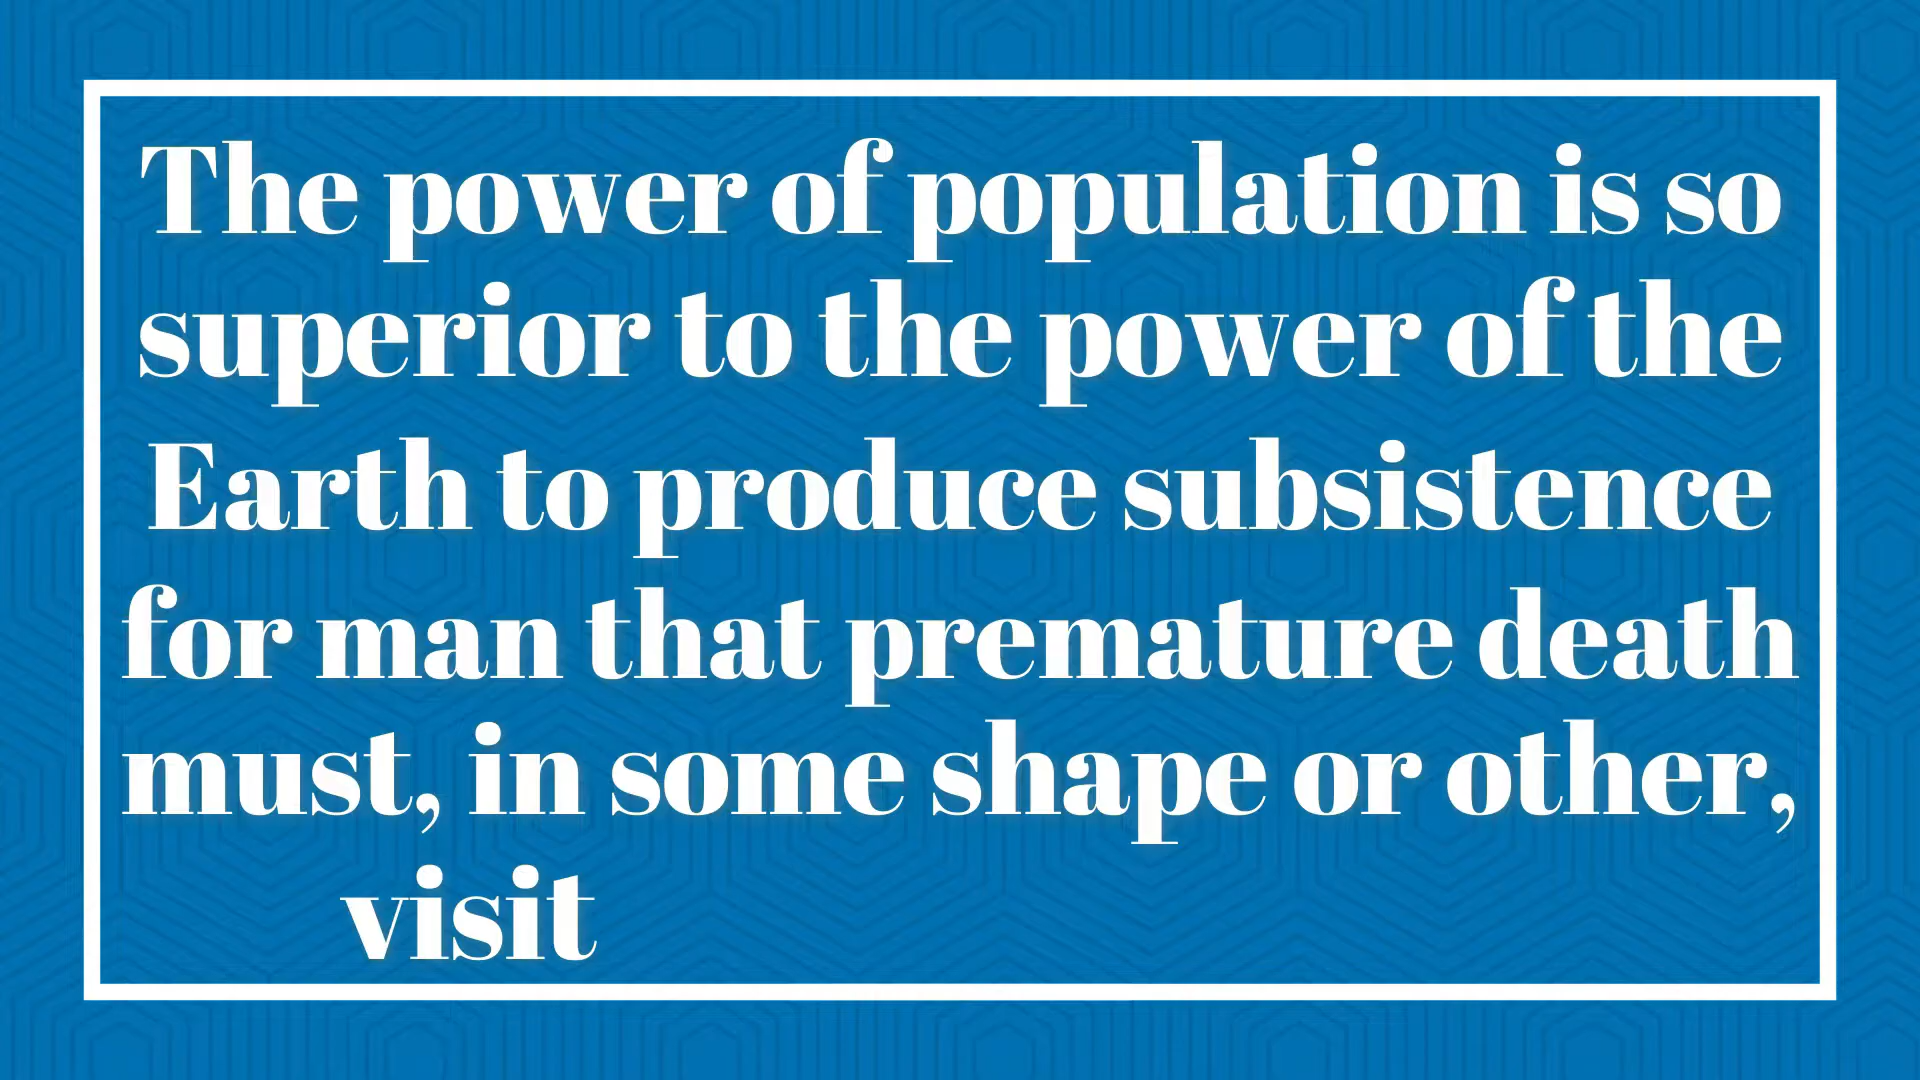 The power of population is so
superior to the power of the
Earth to produce subsistence
for man that premature death
must, in some shape or other,
visit